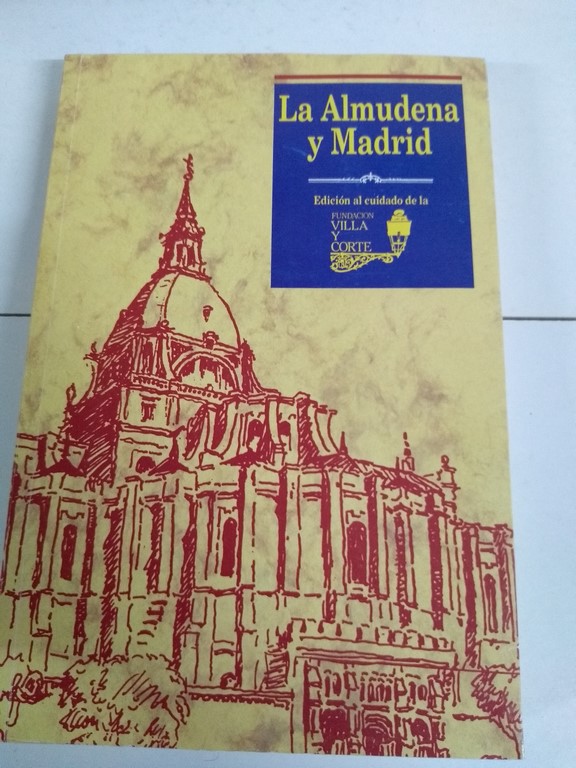 La Almudena
y Madrid
Edición al cuidado de la
FUNDACION
VILLA
Y
CORTE